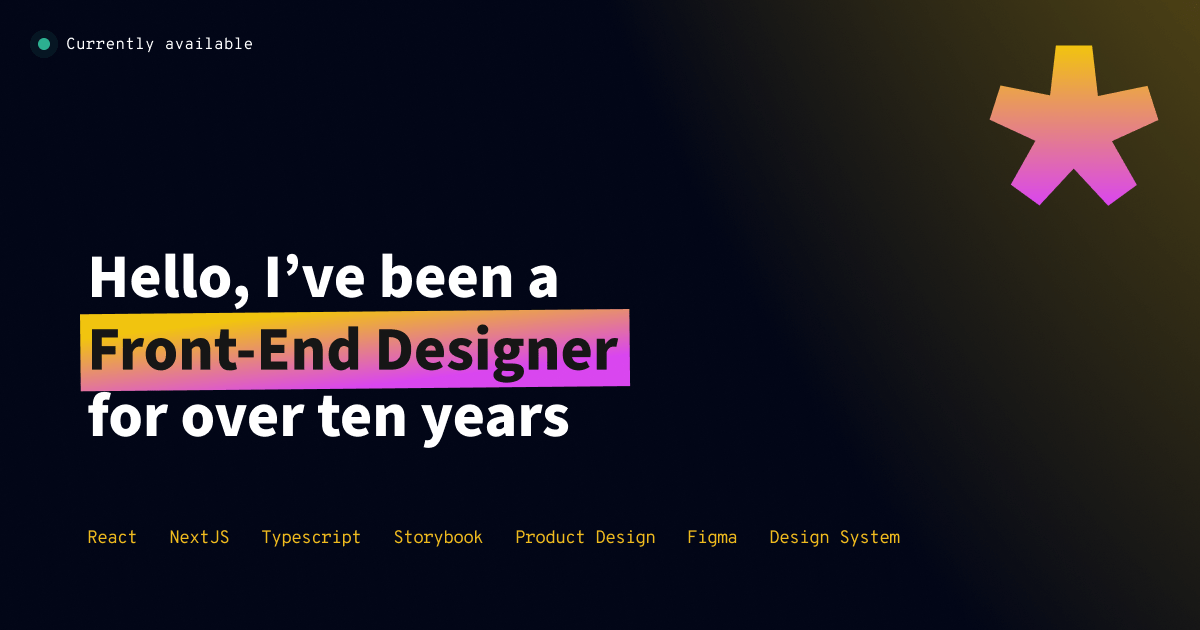 Currently available
Hello, I’ve been a
Front-End Designer
for over ten years
React NextJS Typescript Storybook Product Design Figma Design System